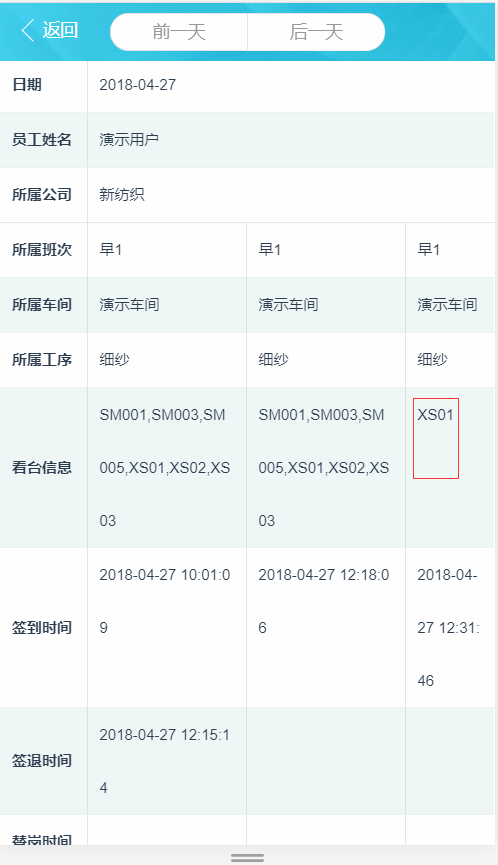 返回 前一天 后一天
日期 2018-04-27
员工姓名 演示用户
所属公司 新纺织
所属班次 早1 早1 早1
所属车间 演示车间 演示车间 演示车间
所属工序 细纱 细纱 细纱
SM001,SM003,SM SM001,SM003,SM XS01
看台信息 005,XS01,XS02,XS 005,XS01,XS02,XS
03 03
2018-04-27 10:01:0 2018-04-27 12:18:0 2018-04-
签到时间 9 6 27 12:31:
46
2018-04-27 12:15:1
签退时间
4
替岗时间